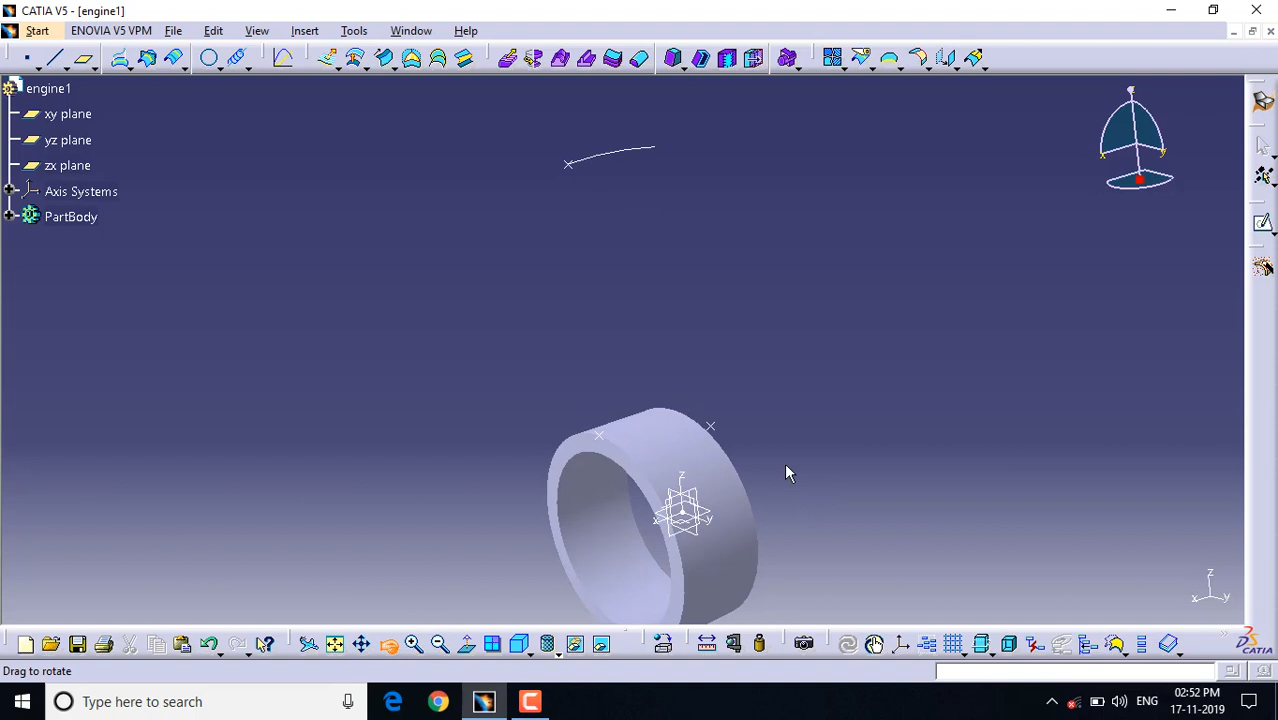 CATIA V5 - [engine1]
Start ENOVIA V5 VPM File Edit View Insert Tools Window Help
engine1
xy plane
yz plane
zx plane
Axis Systems
PartBody
z
x
y
z
x
y
z
x
y
CATIA
Drag to rotate
Type here to search
ENG
02:52 PM
17-11-2019